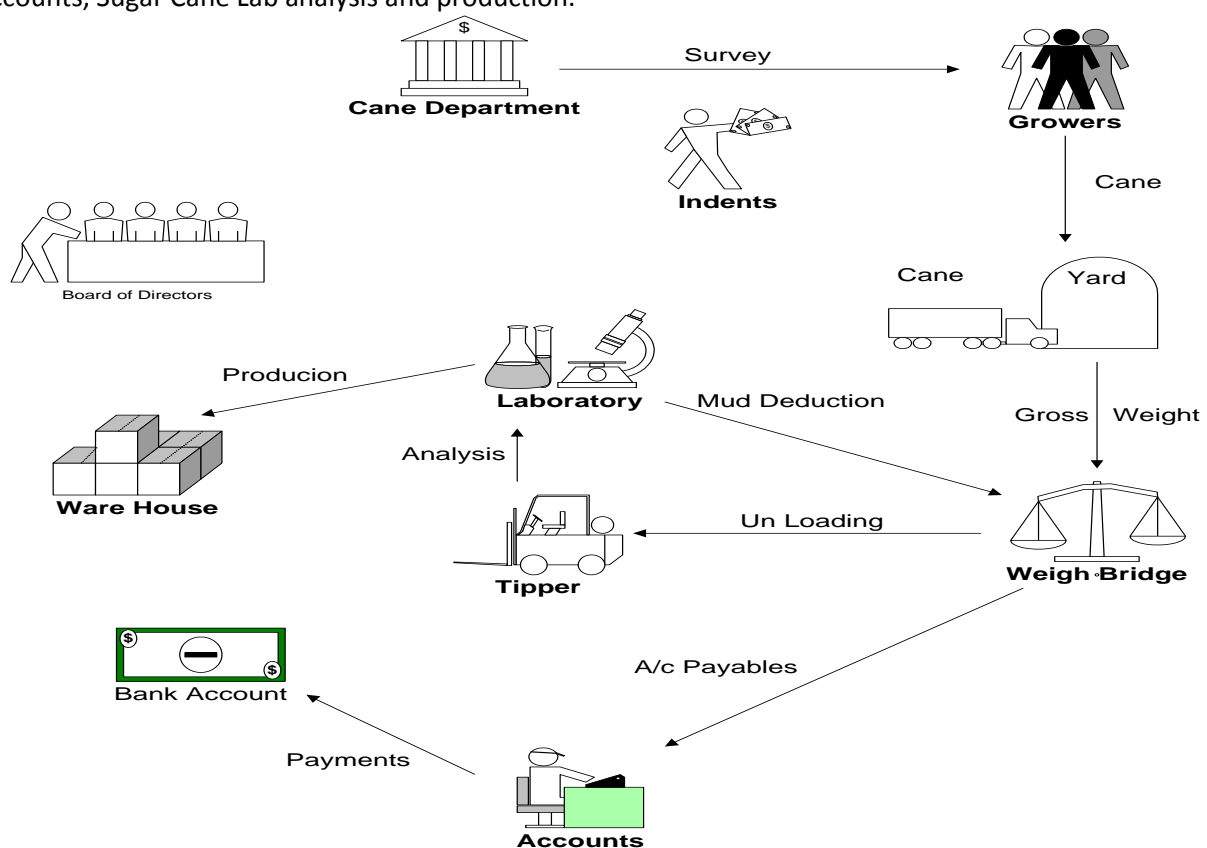 ccounts, Sugar Cane Lab analysis and production.
$
Survey
Cane Department
Growers
Indents
Cane
Board of Directors
Cane
Yard
Producion
Laboratory
Mud Deduction
Gross Weight
Analysis
Ware House
Un Loading
Tipper
Weigh Bridge
$
$
A/c Payables
Bank Account
Payments
Accounts